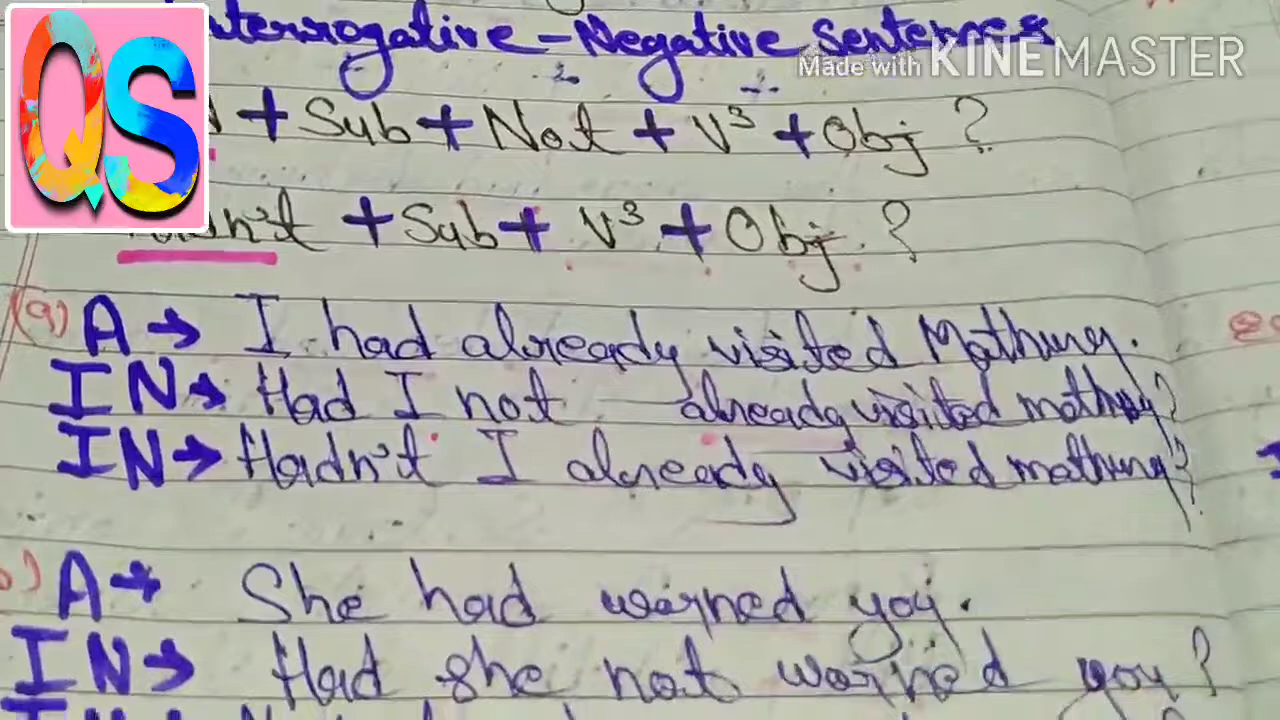 Interrogative - Negative Sentences
Made with KINEMASTER
QS
+ Sub + Not + V³ + Obj ?
Hadn't + Sub + V³ + Obj. ?
(a) A → I had already visited Mathura.
IN → Had I not already visited mathura?
IN → Hadn't I already visited mathura?
b) A → She had warned you.
IN → Had she not warned you?